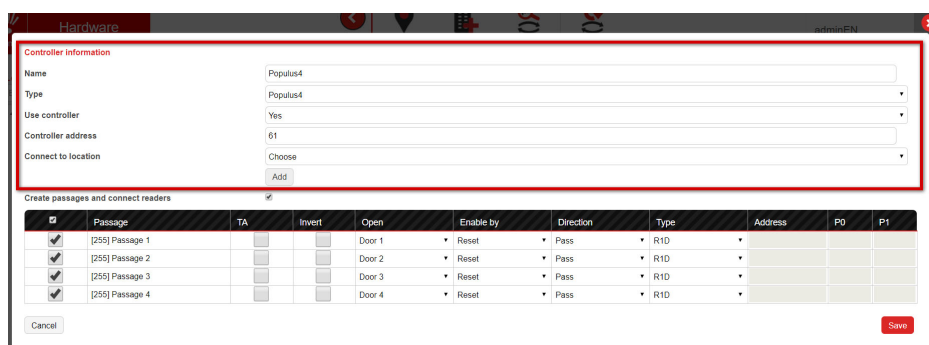 Hardware
adminEN
Controller information
Name Populus4
Type Populus4
Use controller Yes
Controller address 61
Connect to location Choose
Add
Create passages and connect readers
Passage TA Invert Open Enable by Direction Type Address P0 P1
[255] Passage 1 Door 1 Reset Pass R1D
[255] Passage 2 Door 2 Reset Pass R1D
[255] Passage 3 Door 3 Reset Pass R1D
[255] Passage 4 Door 4 Reset Pass R1D
Cancel Save